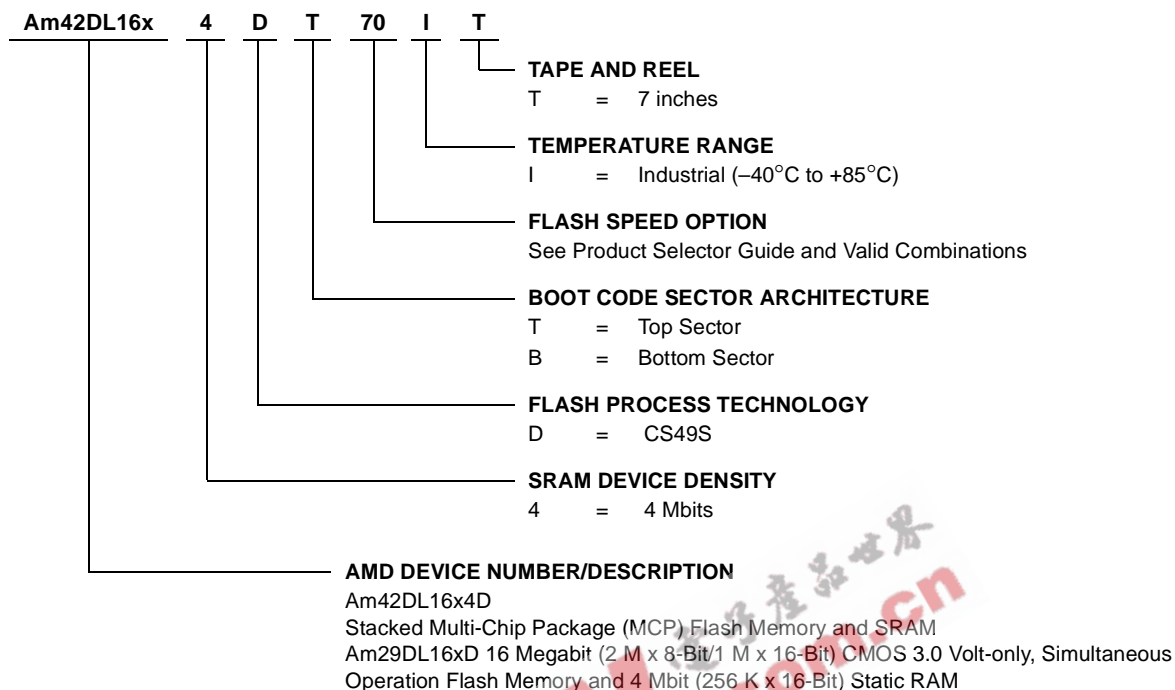 Am42DL16x 4 D T 70 I T
TAPE AND REEL
T = 7 inches
TEMPERATURE RANGE
I = Industrial (–40°C to +85°C)
FLASH SPEED OPTION
See Product Selector Guide and Valid Combinations
BOOT CODE SECTOR ARCHITECTURE
T = Top Sector
B = Bottom Sector
FLASH PROCESS TECHNOLOGY
D = CS49S
SRAM DEVICE DENSITY
4 = 4 Mbits
AMD DEVICE NUMBER/DESCRIPTION
Am42DL16x4D
Stacked Multi-Chip Package (MCP) Flash Memory and SRAM
Am29DL16xD 16 Megabit (2 M x 8-Bit/1 M x 16-Bit) CMOS 3.0 Volt-only, Simultaneous
Operation Flash Memory and 4 Mbit (256 K x 16-Bit) Static RAM